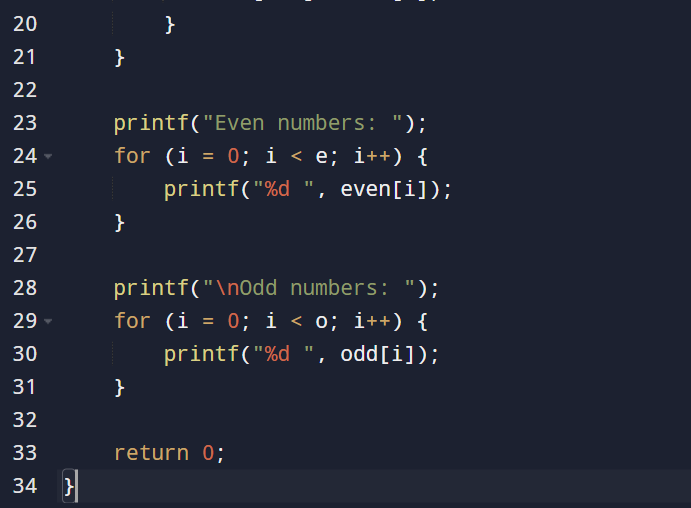 20 }
21 }
22
23 printf("Even numbers: ");
24 for (i = 0; i < e; i++) {
25 printf("%d ", even[i]);
26 }
27
28 printf("\nOdd numbers: ");
29 for (i = 0; i < o; i++) {
30 printf("%d ", odd[i]);
31 }
32
33 return 0;
34 }